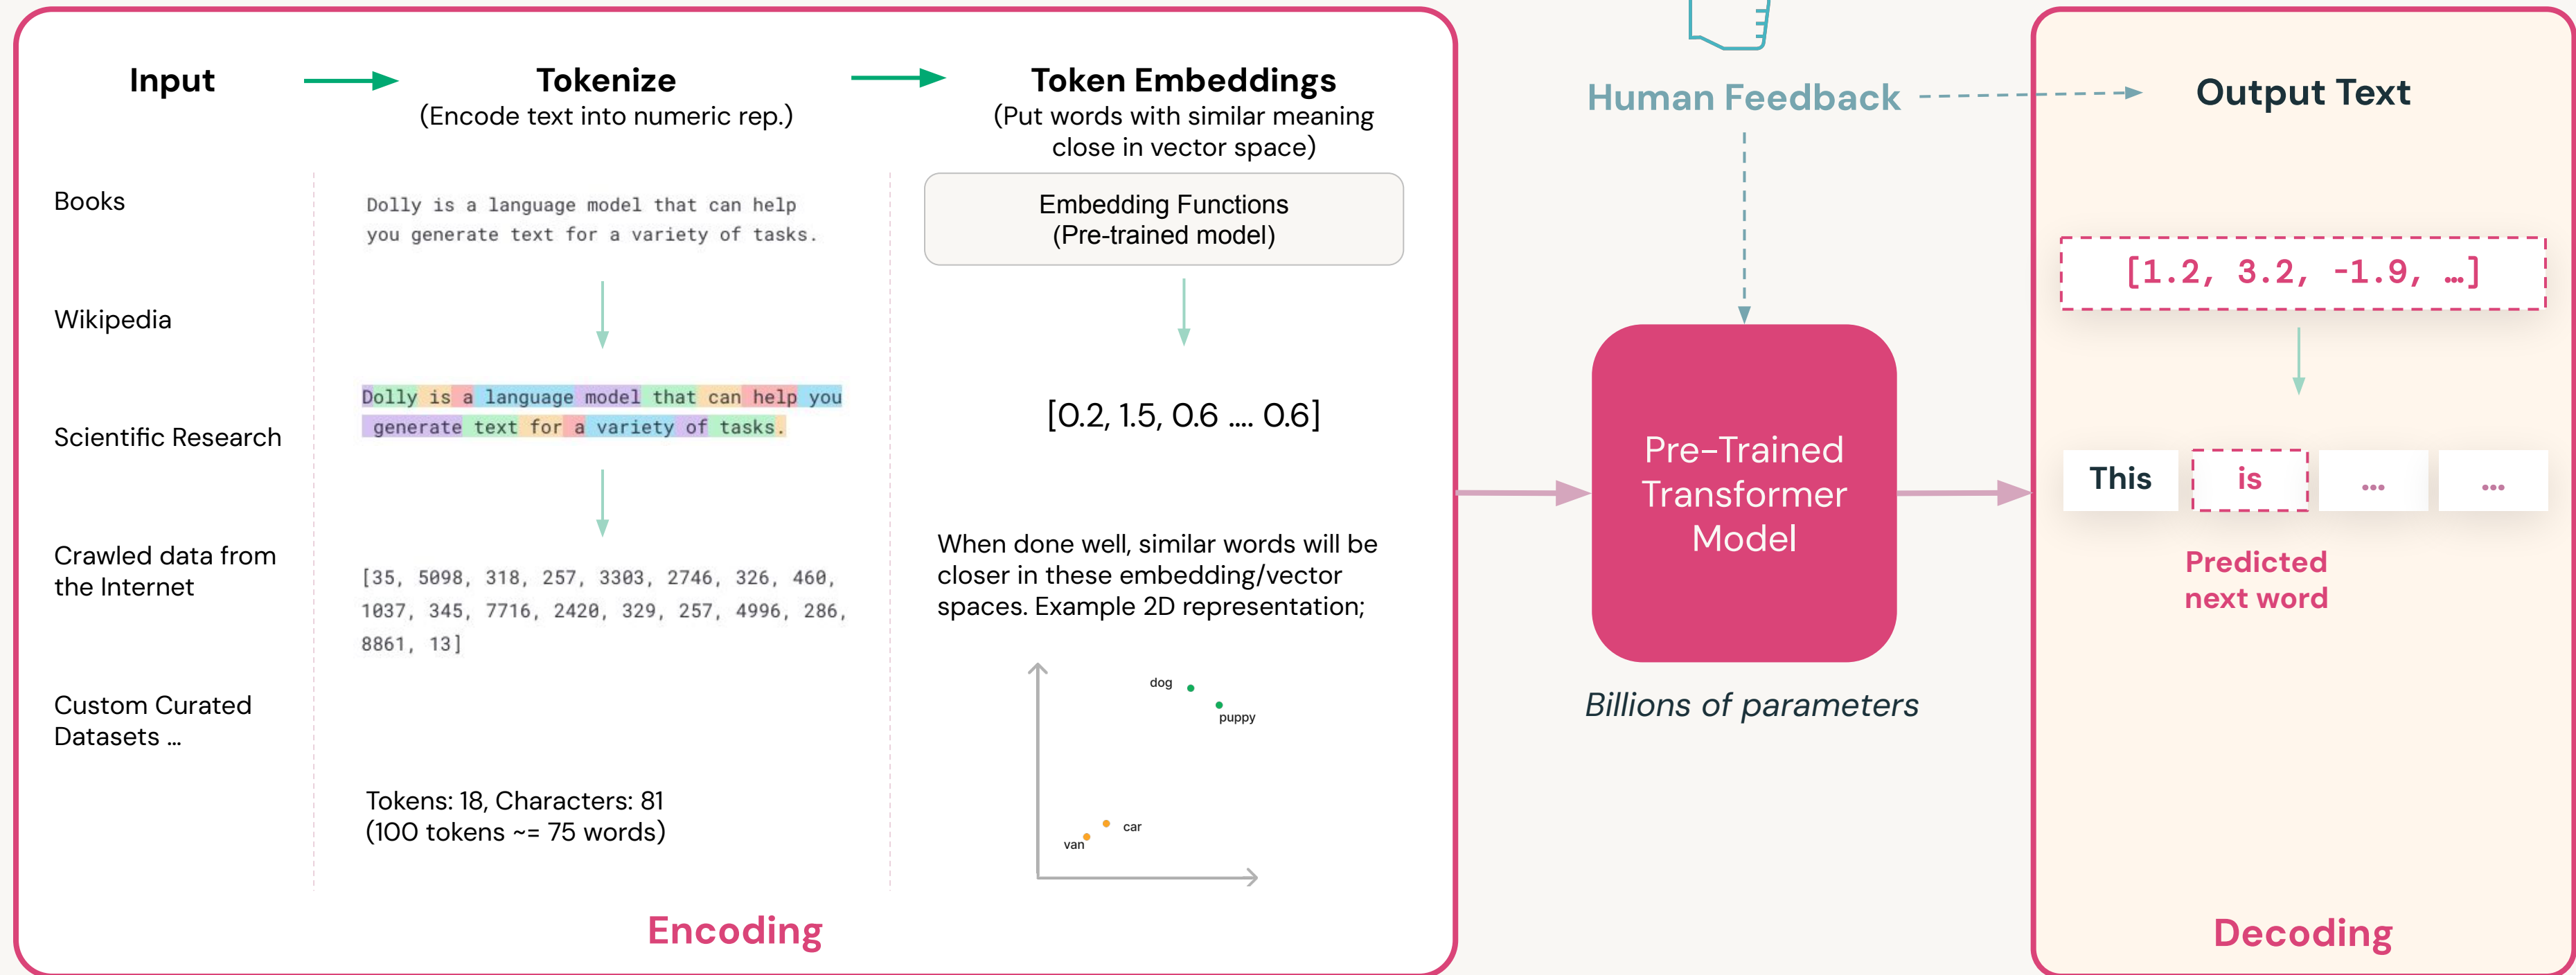 Input
Tokenize
(Encode text into numeric rep.)
Token Embeddings
(Put words with similar meaning
close in vector space)
Books
Wikipedia
Scientific Research
Crawled data from
the Internet
Custom Curated
Datasets ...
Dolly is a language model that can help
you generate text for a variety of tasks.
Dolly is a language model that can help you
generate text for a variety of tasks.
[35, 5098, 318, 257, 3303, 2746, 326, 460,
1037, 345, 7716, 2420, 329, 257, 4996, 286,
8861, 13]
Tokens: 18, Characters: 81
(100 tokens ~= 75 words)
Embedding Functions
(Pre-trained model)
[0.2, 1.5, 0.6 .... 0.6]
When done well, similar words will be
closer in these embedding/vector
spaces. Example 2D representation;
dog
puppy
car
van
Encoding
Human Feedback
Pre-Trained
Transformer
Model
Billions of parameters
Output Text
[1.2, 3.2, -1.9, …]
This is ... ...
Predicted
next word
Decoding